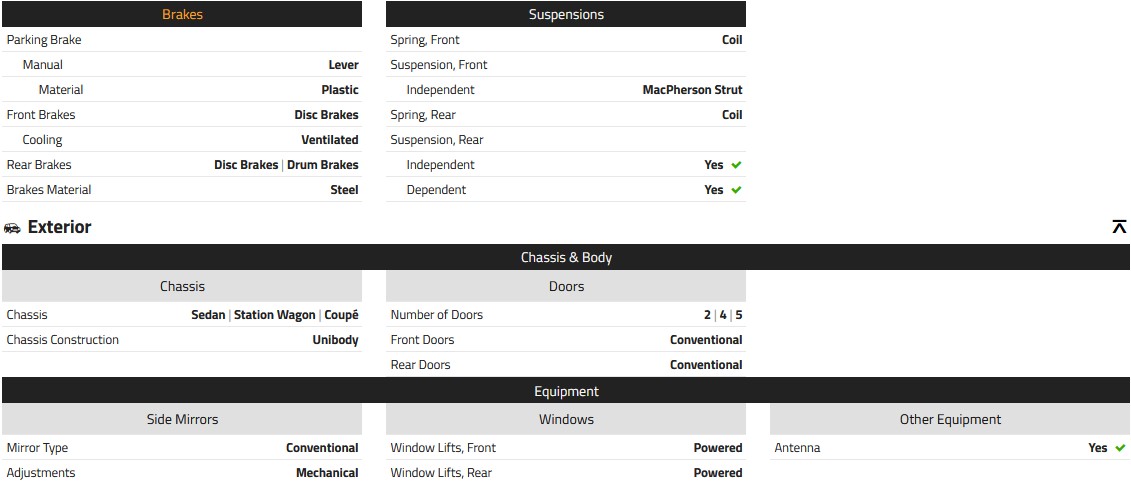 Brakes
Parking Brake
Manual Lever
Material Plastic
Front Brakes Disc Brakes
Cooling Ventilated
Rear Brakes Disc Brakes | Drum Brakes
Brakes Material Steel
Suspensions
Spring, Front Coil
Suspension, Front
Independent MacPherson Strut
Spring, Rear Coil
Suspension, Rear
Independent Yes
Dependent Yes
Exterior
Chassis & Body
Chassis
Chassis Sedan | Station Wagon | Coupé
Chassis Construction Unibody
Doors
Number of Doors 2 | 4 | 5
Front Doors Conventional
Rear Doors Conventional
Equipment
Side Mirrors
Mirror Type Conventional
Adjustments Mechanical
Windows
Window Lifts, Front Powered
Window Lifts, Rear Powered
Other Equipment
Antenna Yes